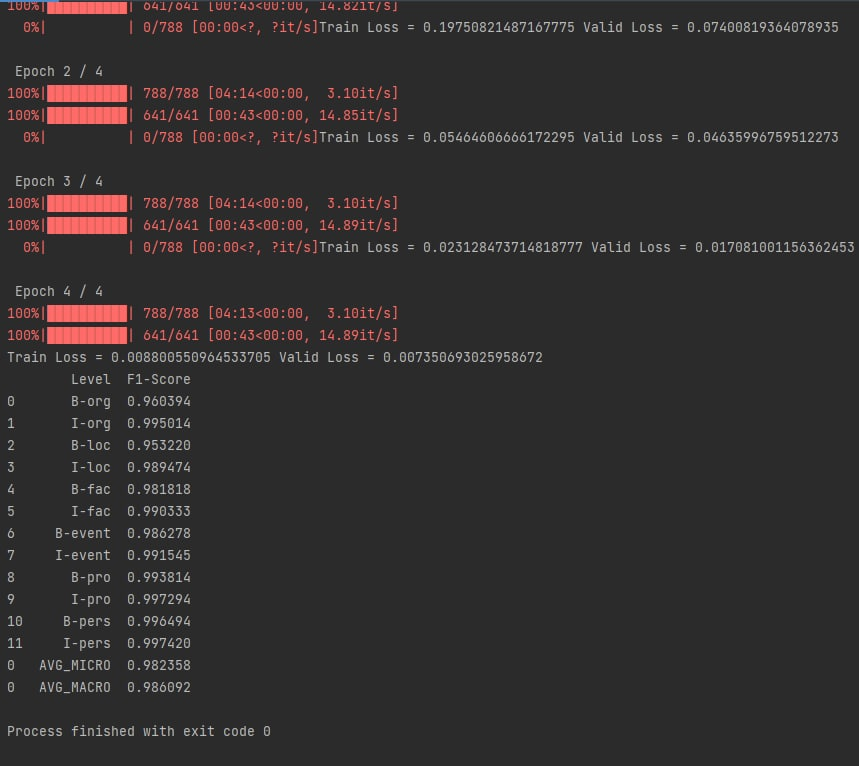 100%|██████████| 641/641 [00:43<00:00, 14.82it/s]
0%| | 0/788 [00:00<?, ?it/s]Train Loss = 0.19750821487167775 Valid Loss = 0.07400819364078935
Epoch 2 / 4
100%|██████████| 788/788 [04:14<00:00, 3.10it/s]
100%|██████████| 641/641 [00:43<00:00, 14.85it/s]
0%| | 0/788 [00:00<?, ?it/s]Train Loss = 0.05464606666172295 Valid Loss = 0.04635996759512273
Epoch 3 / 4
100%|██████████| 788/788 [04:14<00:00, 3.10it/s]
100%|██████████| 641/641 [00:43<00:00, 14.89it/s]
0%| | 0/788 [00:00<?, ?it/s]Train Loss = 0.023128473714818777 Valid Loss = 0.017081001156362453
Epoch 4 / 4
100%|██████████| 788/788 [04:13<00:00, 3.10it/s]
100%|██████████| 641/641 [00:43<00:00, 14.89it/s]
Train Loss = 0.008800550964533705 Valid Loss = 0.007350693025958672
Level F1-Score
0 B-org 0.960394
1 I-org 0.995014
2 B-loc 0.953220
3 I-loc 0.989474
4 B-fac 0.981818
5 I-fac 0.990333
6 B-event 0.986278
7 I-event 0.991545
8 B-pro 0.993814
9 I-pro 0.997294
10 B-pers 0.996494
11 I-pers 0.997420
0 AVG_MICRO 0.982358
0 AVG_MACRO 0.986092
Process finished with exit code 0